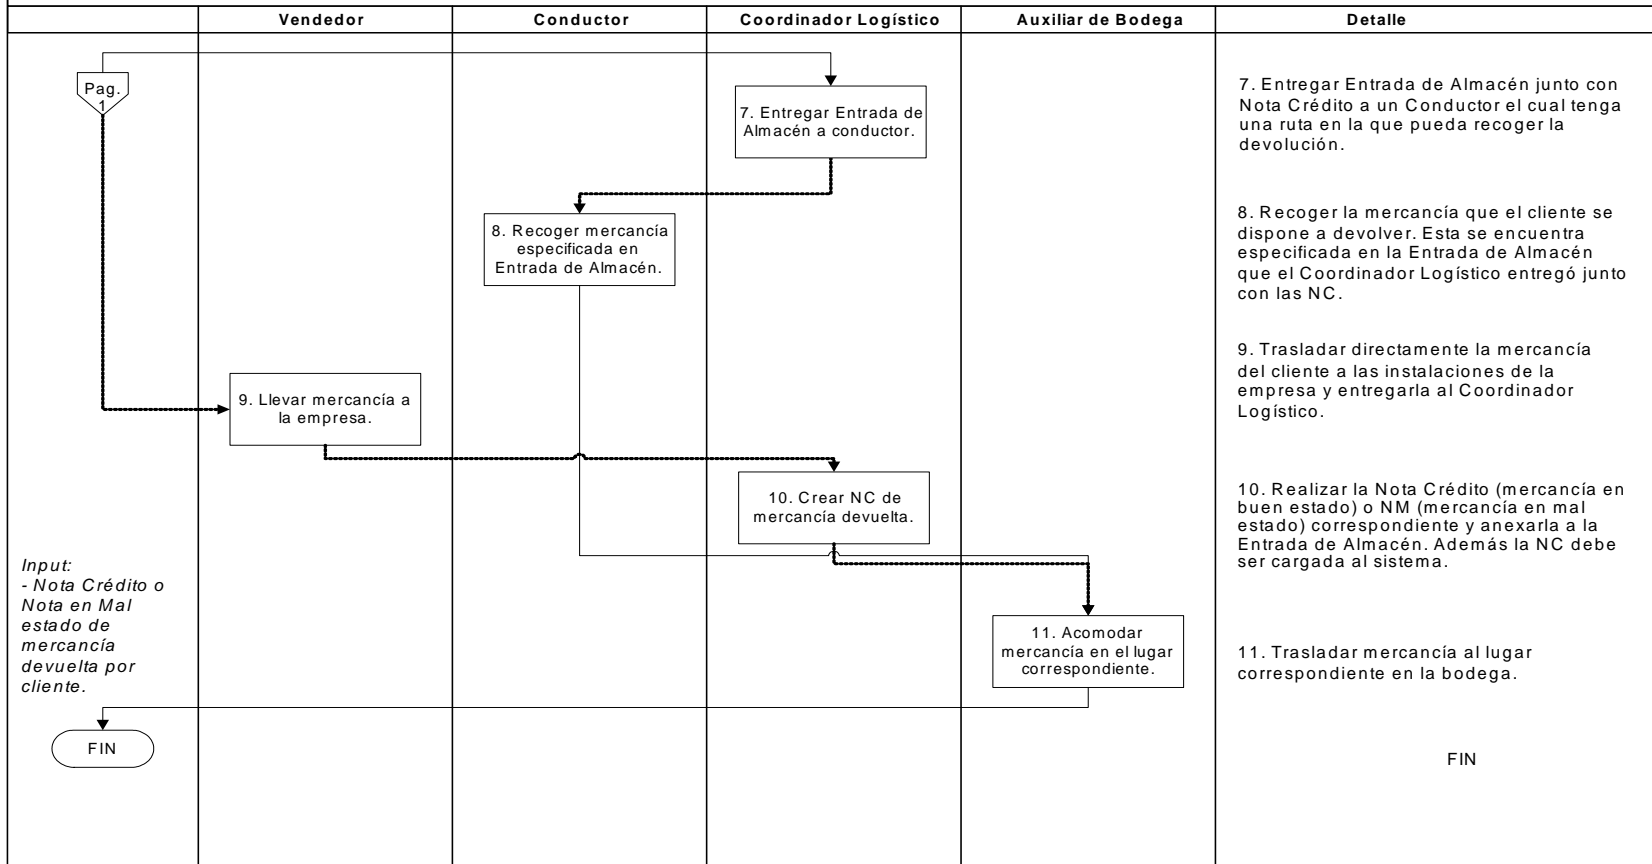 Vendedor
Conductor
Coordinador Logístico
Auxiliar de Bodega
Detalle
Pag.
1
7. Entregar Entrada de
Almacén a conductor.
7. Entregar Entrada de Almacén junto con
Nota Crédito a un Conductor el cual tenga
una ruta en la que pueda recoger la
devolución.
8. Recoger mercancía
especificada en
Entrada de Almacén.
8. Recoger la mercancía que el cliente se
dispone a devolver. Esta se encuentra
especificada en la Entrada de Almacén
que el Coordinador Logístico entregó junto
con las NC.
9. Llevar mercancía a
la empresa.
9. Trasladar directamente la mercancía
del cliente a las instalaciones de la
empresa y entregarla al Coordinador
Logístico.
10. Crear NC de
mercancía devuelta.
10. Realizar la Nota Crédito (mercancía en
buen estado) o NM (mercancía en mal
estado) correspondiente y anexarla a la
Entrada de Almacén. Además la NC debe
ser cargada al sistema.
Input:
- Nota Crédito o
Nota en Mal
estado de
mercancía
devuelta por
cliente.
11. Acomodar
mercancía en el lugar
correspondiente.
11. Trasladar mercancía al lugar
correspondiente en la bodega.
FIN
FIN